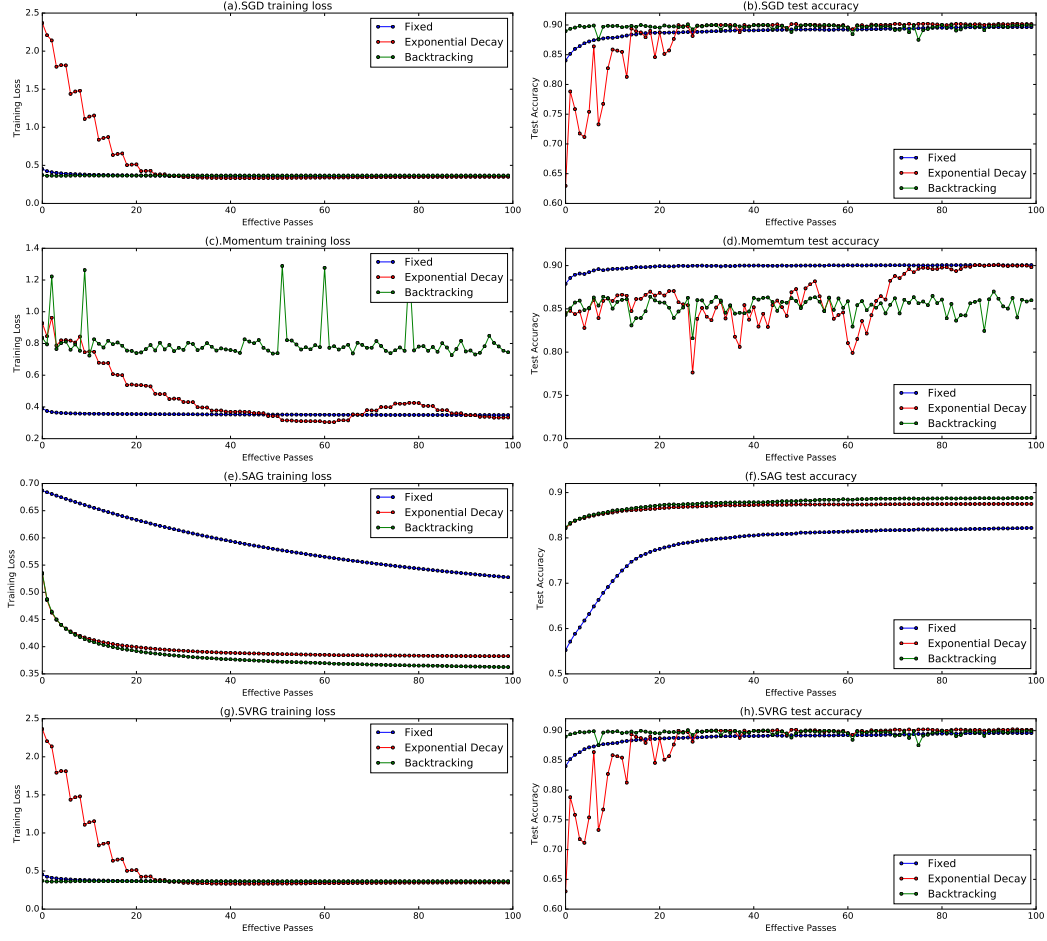 (a).SGD training loss
2.5
2.0
1.5
1.0
0.5
0.0
Training Loss
Fixed
Exponential Decay
Backtracking
0 20 40 60 80 100
Effective Passes
(b).SGD test accuracy
0.90
0.85
0.80
0.75
0.70
0.65
0.60
Test Accuracy
Fixed
Exponential Decay
Backtracking
0 20 40 60 80 100
Effective Passes
(c).Momentum training loss
1.4
1.2
1.0
0.8
0.6
0.4
0.2
Training Loss
Fixed
Exponential Decay
Backtracking
0 20 40 60 80 100
Effective Passes
(d).Momemtum test accuracy
0.90
0.85
0.80
0.75
0.70
Test Accuracy
Fixed
Exponential Decay
Backtracking
0 20 40 60 80 100
Effective Passes
(e).SAG training loss
0.70
0.65
0.60
0.55
0.50
0.45
0.40
0.35
Training Loss
Fixed
Exponential Decay
Backtracking
0 20 40 60 80 100
Effective Passes
(f).SAG test accuracy
0.9
0.8
0.7
0.6
0.5
Test Accuracy
Fixed
Exponential Decay
Backtracking
0 20 40 60 80 100
Effective Passes
(g).SVRG training loss
2.5
2.0
1.5
1.0
0.5
0.0
Training Loss
Fixed
Exponential Decay
Backtracking
0 20 40 60 80 100
Effective Passes
(h).SVRG test accuracy
0.90
0.85
0.80
0.75
0.70
0.65
0.60
Test Accuracy
Fixed
Exponential Decay
Backtracking
0 20 40 60 80 100
Effective Passes